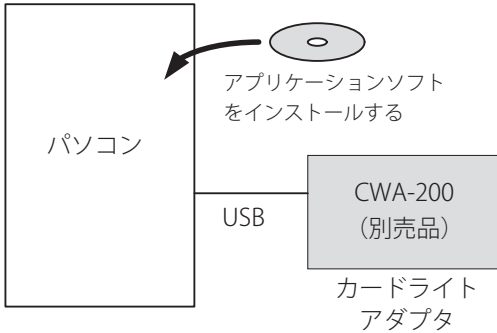 アプリケーションソフト
をインストールする
パソコン
USB
CWA-200
（別売品）
カードライト
アダプタ